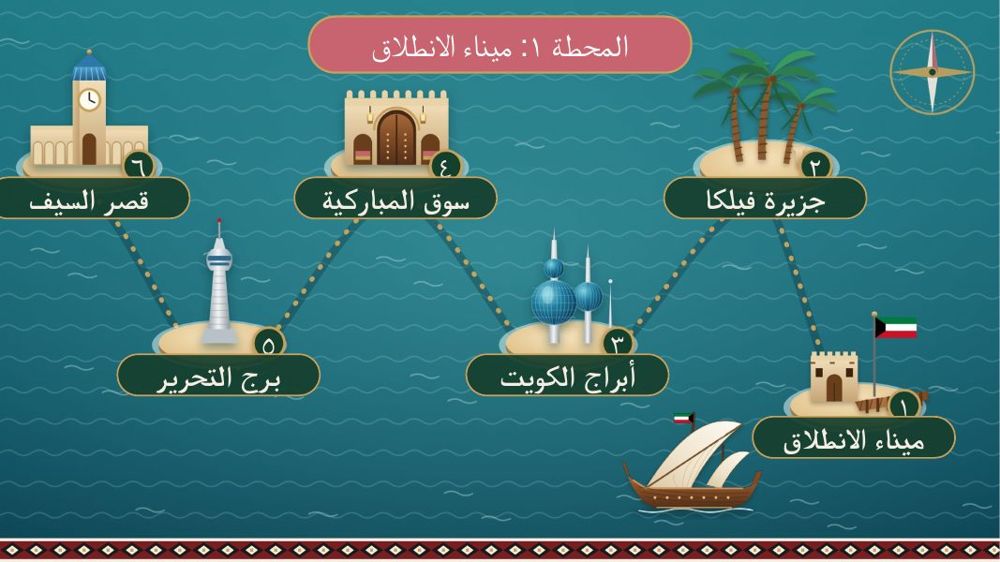 المحطة ١: ميناء الانطلاق
١
ميناء الانطلاق
٢
جزيرة فيلكا
٣
أبراج الكويت
٤
سوق المباركية
٥
برج التحرير
٦
قصر السيف